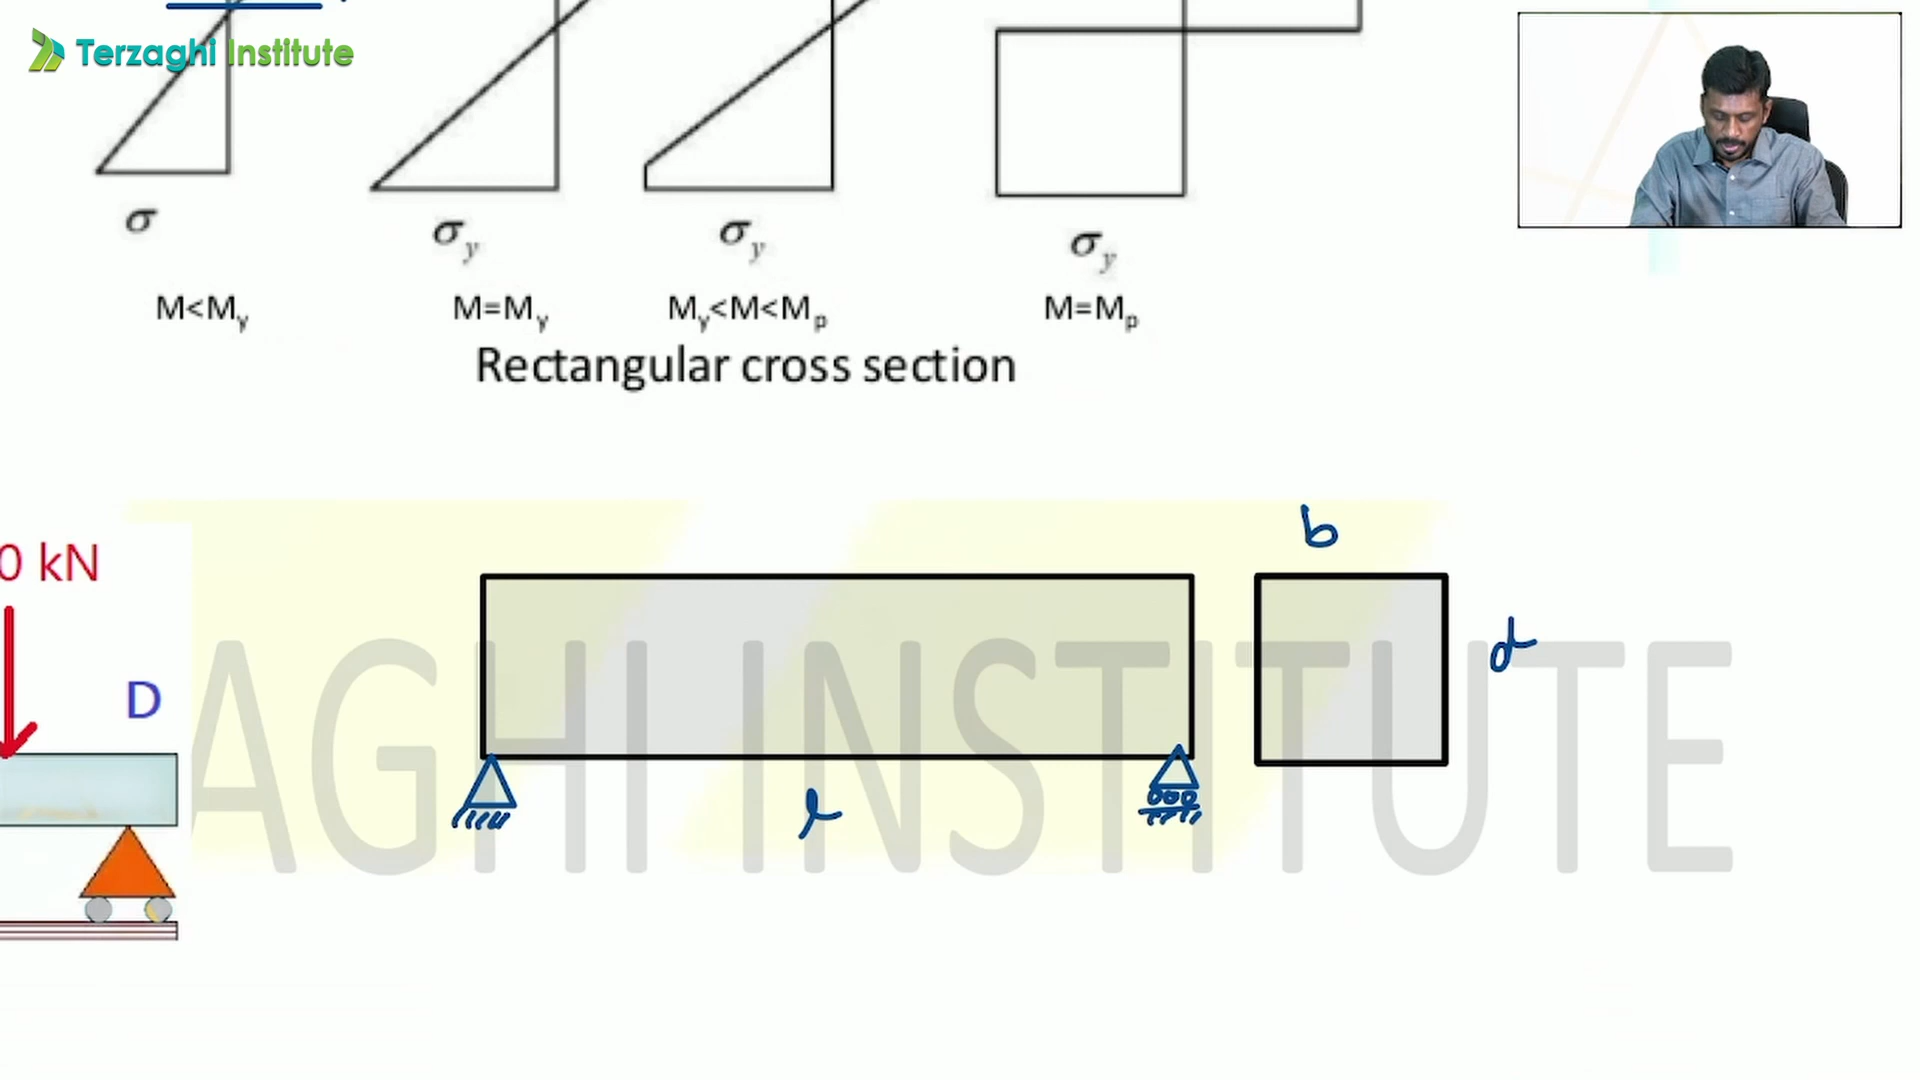 Terzaghi Institute
σ
σy
σy
σy
M<My
M=My
My<M<Mp
M=Mp
Rectangular cross section
b
0 kN
d
D
AGHI INSTITUTE
l